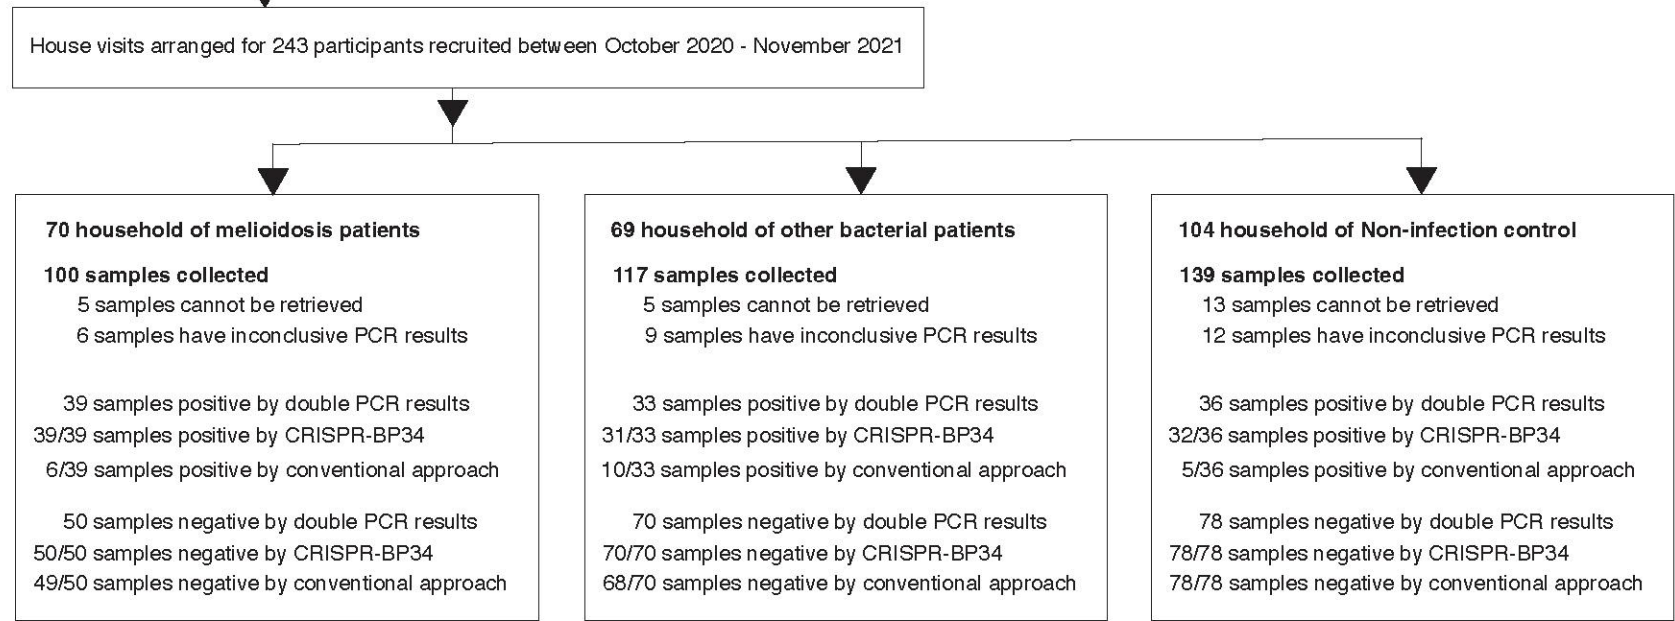 House visits arranged for 243 participants recruited between October 2020 - November 2021
70 household of melioidosis patients
100 samples collected
5 samples cannot be retrieved
6 samples have inconclusive PCR results
39 samples positive by double PCR results
39/39 samples positive by CRISPR-BP34
6/39 samples positive by conventional approach
50 samples negative by double PCR results
50/50 samples negative by CRISPR-BP34
49/50 samples negative by conventional approach
69 household of other bacterial patients
117 samples collected
5 samples cannot be retrieved
9 samples have inconclusive PCR results
33 samples positive by double PCR results
31/33 samples positive by CRISPR-BP34
10/33 samples positive by conventional approach
70 samples negative by double PCR results
70/70 samples negative by CRISPR-BP34
68/70 samples negative by conventional approach
104 household of Non-infection control
139 samples collected
13 samples cannot be retrieved
12 samples have inconclusive PCR results
36 samples positive by double PCR results
32/36 samples positive by CRISPR-BP34
5/36 samples positive by conventional approach
78 samples negative by double PCR results
78/78 samples negative by CRISPR-BP34
78/78 samples negative by conventional approach